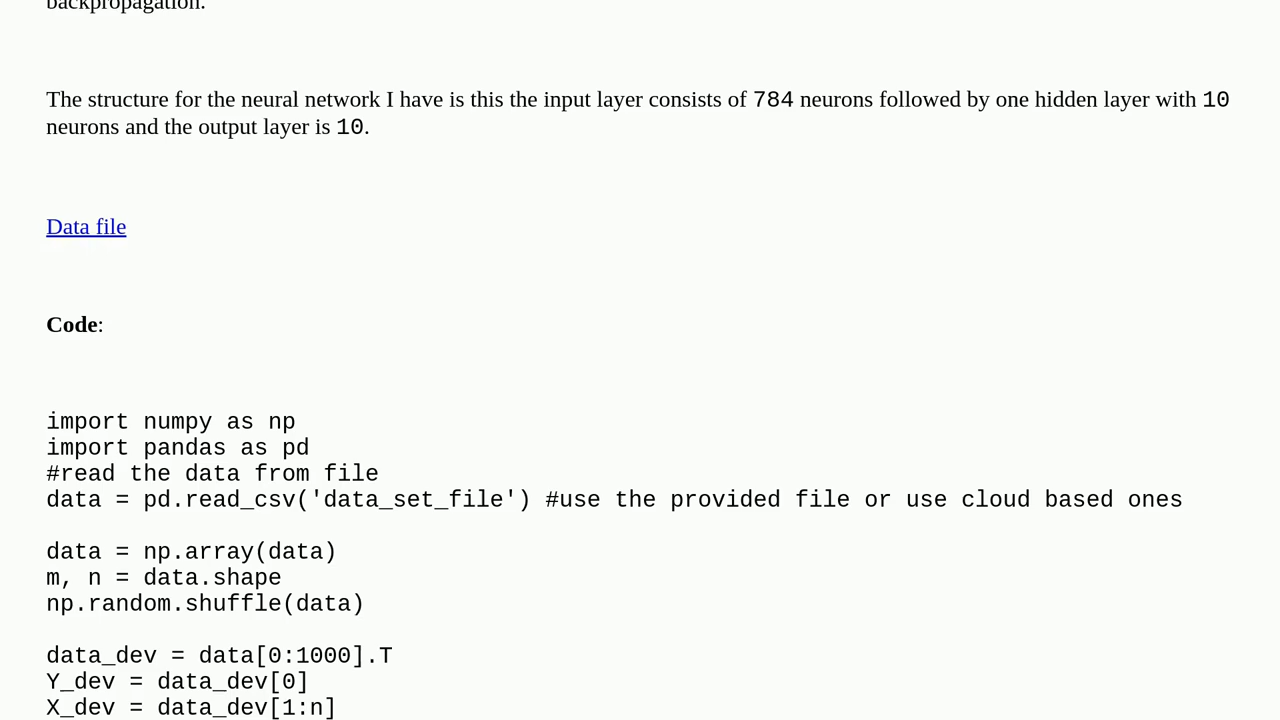 backpropagation.
The structure for the neural network I have is this the input layer consists of 784 neurons followed by one hidden layer with 10
neurons and the output layer is 10.
Data file
Code:
import numpy as np
import pandas as pd
#read the data from file
data = pd.read_csv('data_set_file') #use the provided file or use cloud based ones
data = np.array(data)
m, n = data.shape
np.random.shuffle(data)
data_dev = data[0:1000].T
Y_dev = data_dev[0]
X_dev = data_dev[1:n]